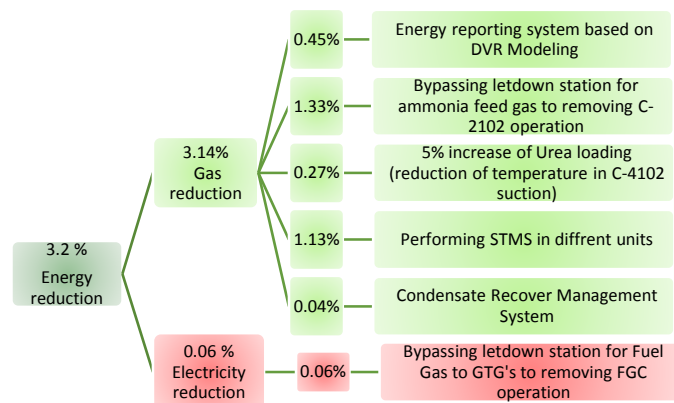 3.2 %
Energy
reduction
3.14%
Gas
reduction
0.45%
Energy reporting system based on
DVR Modeling
1.33%
Bypassing letdown station for
ammonia feed gas to removing C-
2102 operation
0.27%
5% increase of Urea loading
(reduction of temperature in C-4102
suction)
1.13%
Performing STMS in diffrent units
0.04%
Condensate Recover Management
System
0.06 %
Electricity
reduction
0.06%
Bypassing letdown station for Fuel
Gas to GTG's to removing FGC
operation